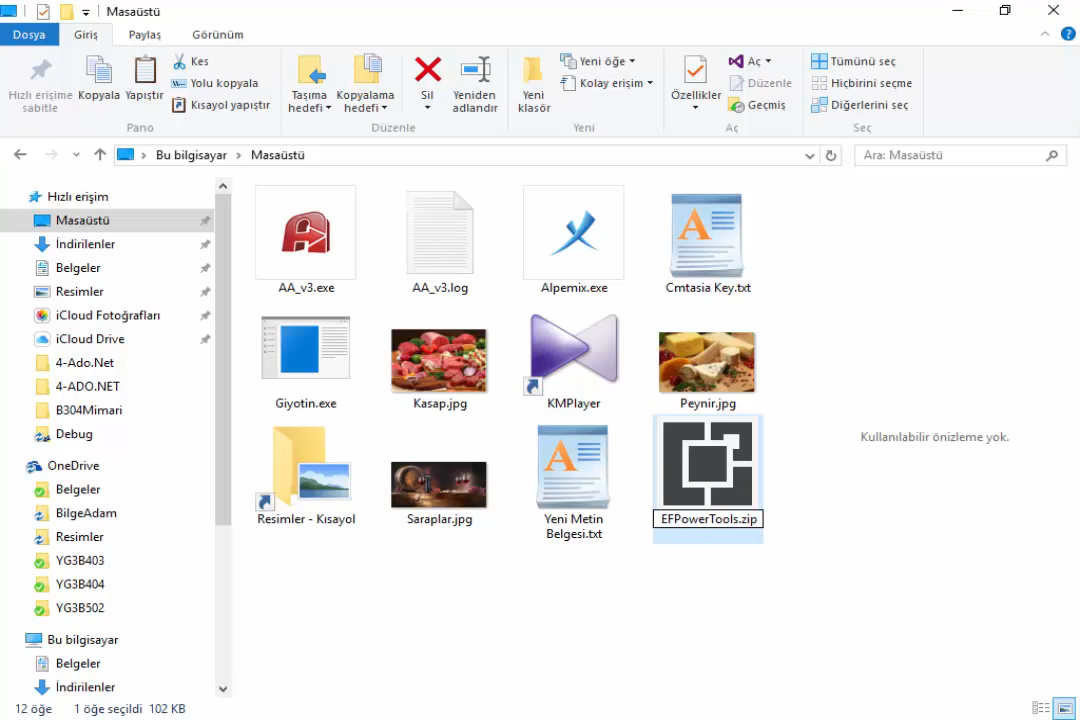 Masaüstü
Dosya
Giriş
Paylaş
Görünüm
Hızlı erişime
sabitle
Kopyala
Yapıştır
Kes
Yolu kopyala
Kısayol yapıştır
Pano
Taşıma
hedefi
Kopyalama
hedefi
Sil
Yeniden
adlandır
Düzenle
Yeni
klasör
Yeni öğe
Kolay erişim
Yeni
Özellikler
Aç
Düzenle
Geçmiş
Aç
Tümünü seç
Hiçbirini seçme
Diğerlerini seç
Seç
Bu bilgisayar
Masaüstü
Ara: Masaüstü
Hızlı erişim
Masaüstü
İndirilenler
Belgeler
Resimler
iCloud Fotoğrafları
iCloud Drive
4-Ado.Net
4-ADO.NET
B304Mimari
Debug
OneDrive
Belgeler
BilgeAdam
Resimler
YG3B403
YG3B404
YG3B502
Bu bilgisayar
Belgeler
İndirilenler
AA_v3.exe
AA_v3.log
Alpemix.exe
Cmtasia Key.txt
Giyotin.exe
Kasap.jpg
KMPlayer
Peynir.jpg
Resimler - Kısayol
Saraplar.jpg
Yeni Metin
Belgesi.txt
EFPowerTools.zip
Kullanılabilir önizleme yok.
12 öğe
1 öğe seçildi 102 KB